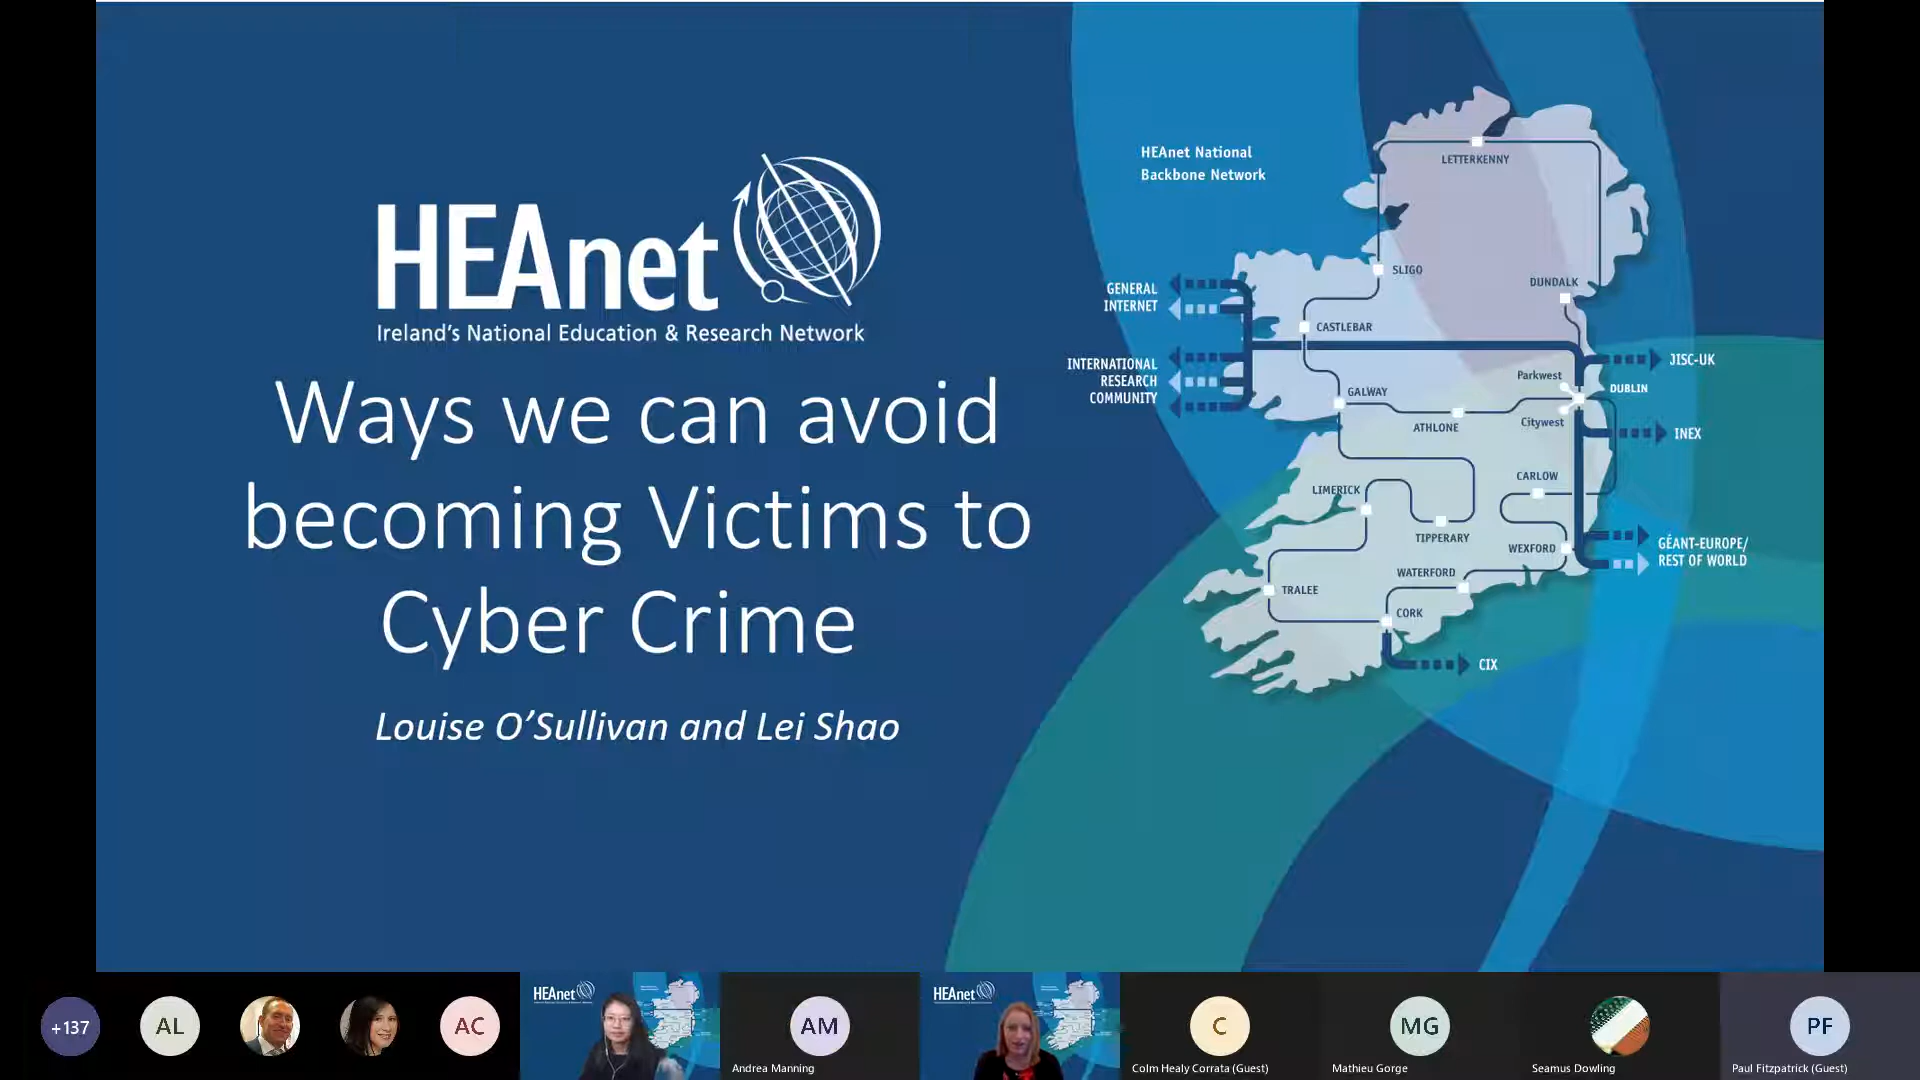 HEAnet
Ireland's National Education & Research Network
Ways we can avoid
becoming Victims to
Cyber Crime
Louise O'Sullivan and Lei Shao
HEAnet National
Backbone Network
LETTERKENNY
SLIGO
DUNDALK
GENERAL
INTERNET
CASTLEBAR
INTERNATIONAL
RESEARCH
COMMUNITY
JISC-UK
Parkwest
DUBLIN
GALWAY
ATHLONE
Citywest
INEX
CARLOW
LIMERICK
TIPPERARY
WEXFORD
GÉANT-EUROPE/
REST OF WORLD
WATERFORD
TRALEE
CORK
CIX
+137
AL
AC
HEAnet
AM
Andrea Manning
HEAnet
C
Colm Healy Corrata (Guest)
MG
Mathieu Gorge
Seamus Dowling
PF
Paul Fitzpatrick (Guest)